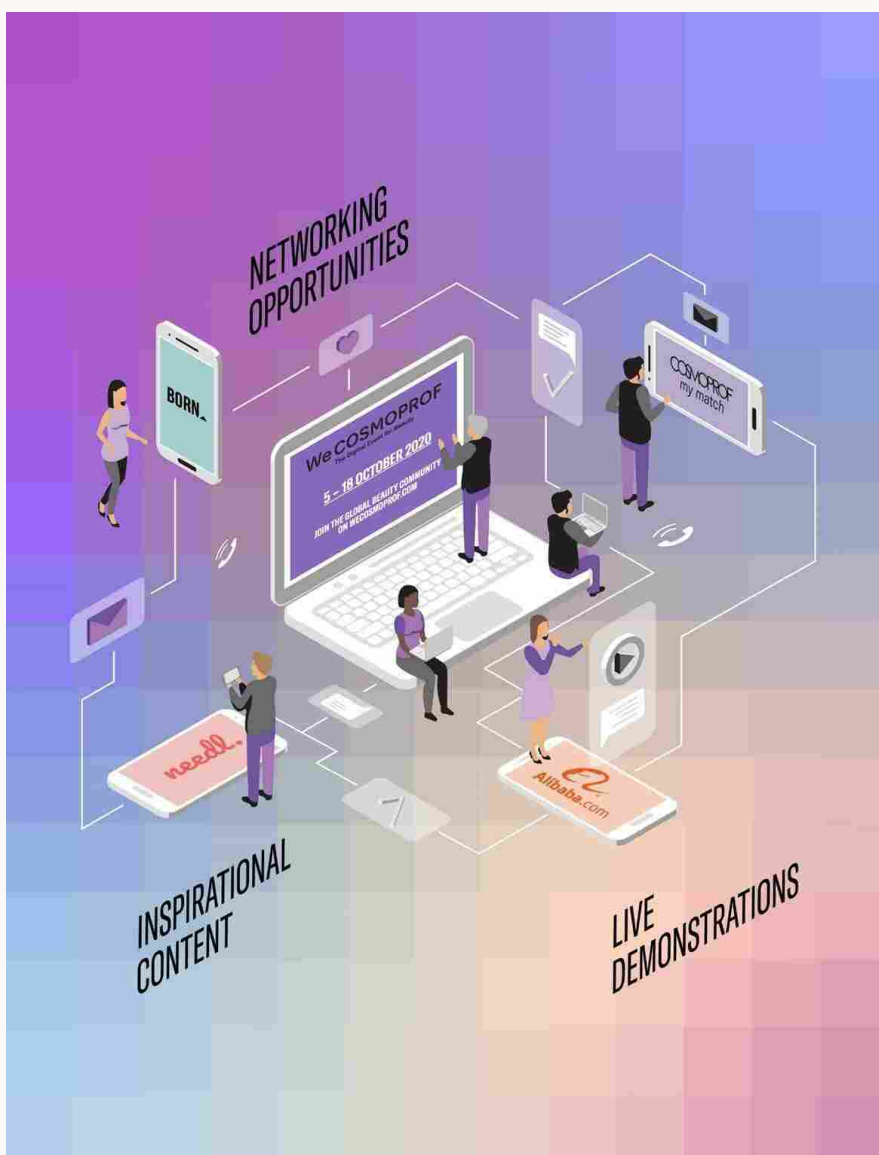 NETWORKING
OPPORTUNITIES
BORN
COSMOPROF
my match
We COSMOPROF
The Digital Event for Beauty
5 – 18 OCTOBER 2020
JOIN THE GLOBAL BEAUTY COMMUNITY
ON WECOSMOPROF.COM
needl.
Alibaba.com
INSPIRATIONAL
CONTENT
LIVE
DEMONSTRATIONS